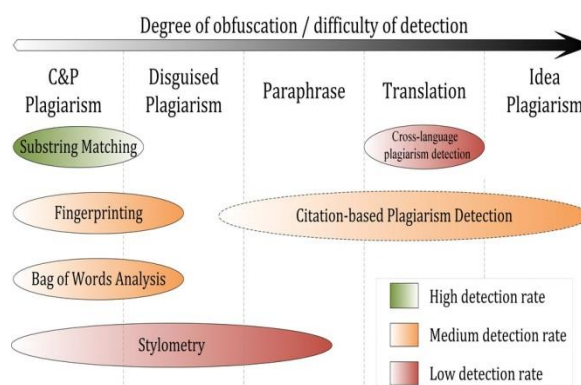 Degree of obfuscation / difficulty of detection
C&P
Plagiarism
Disguised
Plagiarism
Paraphrase
Translation
Idea
Plagiarism
Substring Matching
Cross-language
plagiarism detection
Fingerprinting
Citation-based Plagiarism Detection
Bag of Words Analysis
Stylometry
High detection rate
Medium detection rate
Low detection rate